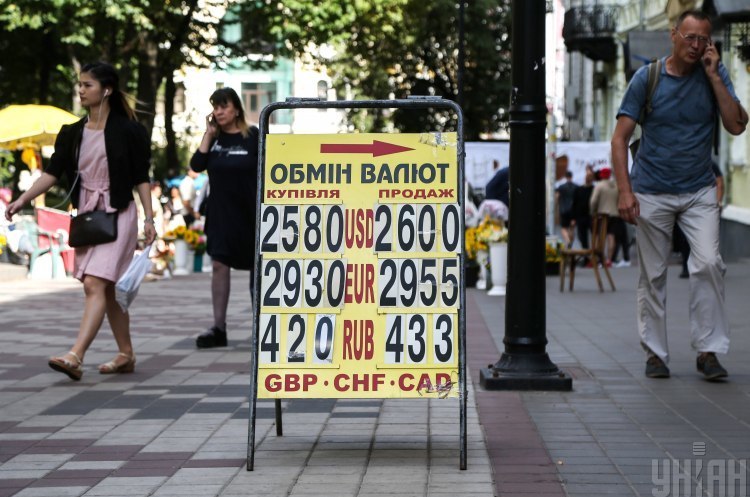 ОБМІН ВАЛЮТ
КУПІВЛЯ ПРОДАЖ
2580 USD 2600
2930 EUR 2955
420 RUB 433
GBP · CHF · CAD
УНІАН